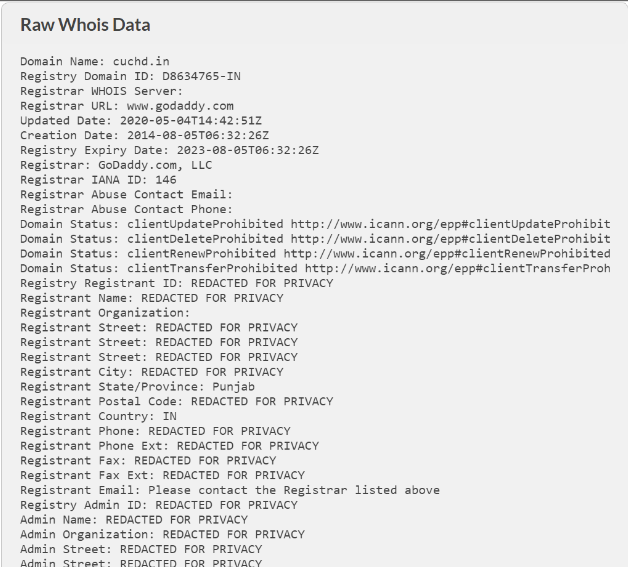 Raw Whois Data
Domain Name: cuchd.in
Registry Domain ID: D8634765-IN
Registrar WHOIS Server:
Registrar URL: www.godaddy.com
Updated Date: 2020-05-04T14:42:51Z
Creation Date: 2014-08-05T06:32:26Z
Registry Expiry Date: 2023-08-05T06:32:26Z
Registrar: GoDaddy.com, LLC
Registrar IANA ID: 146
Registrar Abuse Contact Email:
Registrar Abuse Contact Phone:
Domain Status: clientUpdateProhibited http://www.icann.org/epp#clientUpdateProhibit
Domain Status: clientDeleteProhibited http://www.icann.org/epp#clientDeleteProhibit
Domain Status: clientRenewProhibited http://www.icann.org/epp#clientRenewProhibited
Domain Status: clientTransferProhibited http://www.icann.org/epp#clientTransferProh
Registry Registrant ID: REDACTED FOR PRIVACY
Registrant Name: REDACTED FOR PRIVACY
Registrant Organization:
Registrant Street: REDACTED FOR PRIVACY
Registrant Street: REDACTED FOR PRIVACY
Registrant Street: REDACTED FOR PRIVACY
Registrant City: REDACTED FOR PRIVACY
Registrant State/Province: Punjab
Registrant Postal Code: REDACTED FOR PRIVACY
Registrant Country: IN
Registrant Phone: REDACTED FOR PRIVACY
Registrant Phone Ext: REDACTED FOR PRIVACY
Registrant Fax: REDACTED FOR PRIVACY
Registrant Fax Ext: REDACTED FOR PRIVACY
Registrant Email: Please contact the Registrar listed above
Registry Admin ID: REDACTED FOR PRIVACY
Admin Name: REDACTED FOR PRIVACY
Admin Organization: REDACTED FOR PRIVACY
Admin Street: REDACTED FOR PRIVACY
Admin Street: REDACTED FOR PRIVACY